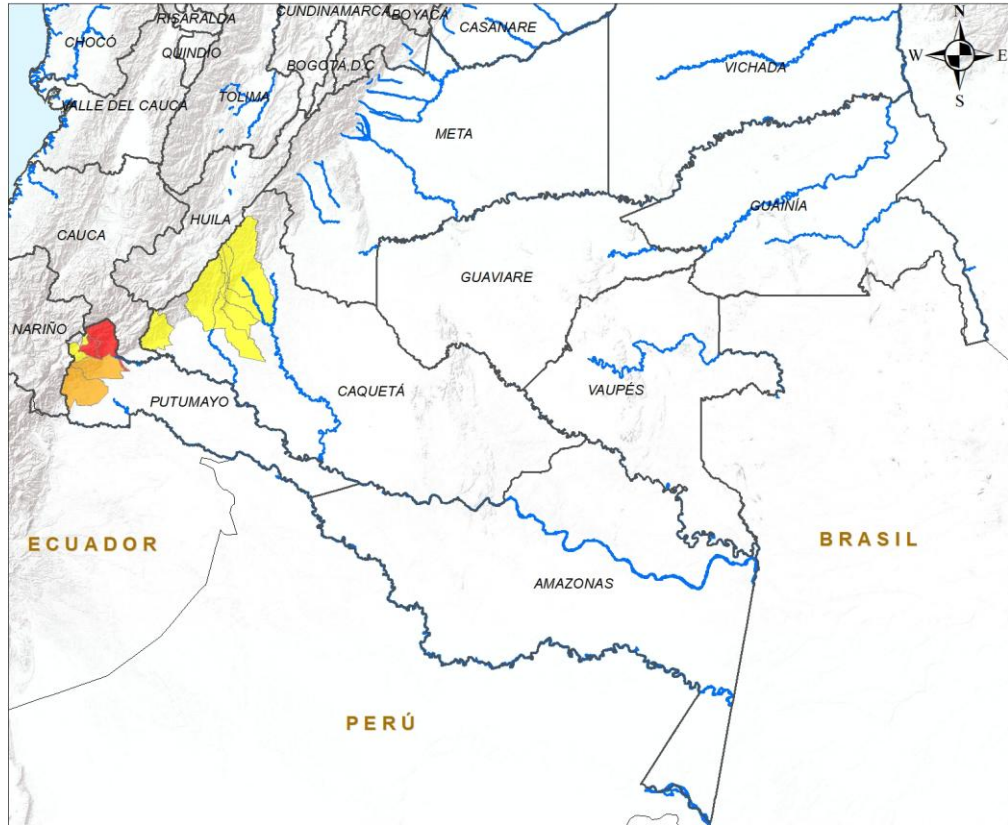 CUNDINAMARCA
BOYACÁ
RISARALDA
CASANARE
N
CHOCÓ
QUINDÍO
BOGOTÁ D.C
VICHADA
W
E
VALLE DEL CAUCA
TOLIMA
S
META
GUAINÍA
HUILA
CAUCA
GUAVIARE
NARIÑO
CAQUETÁ
VAUPÉS
PUTUMAYO
ECUADOR
BRASIL
AMAZONAS
PERÚ